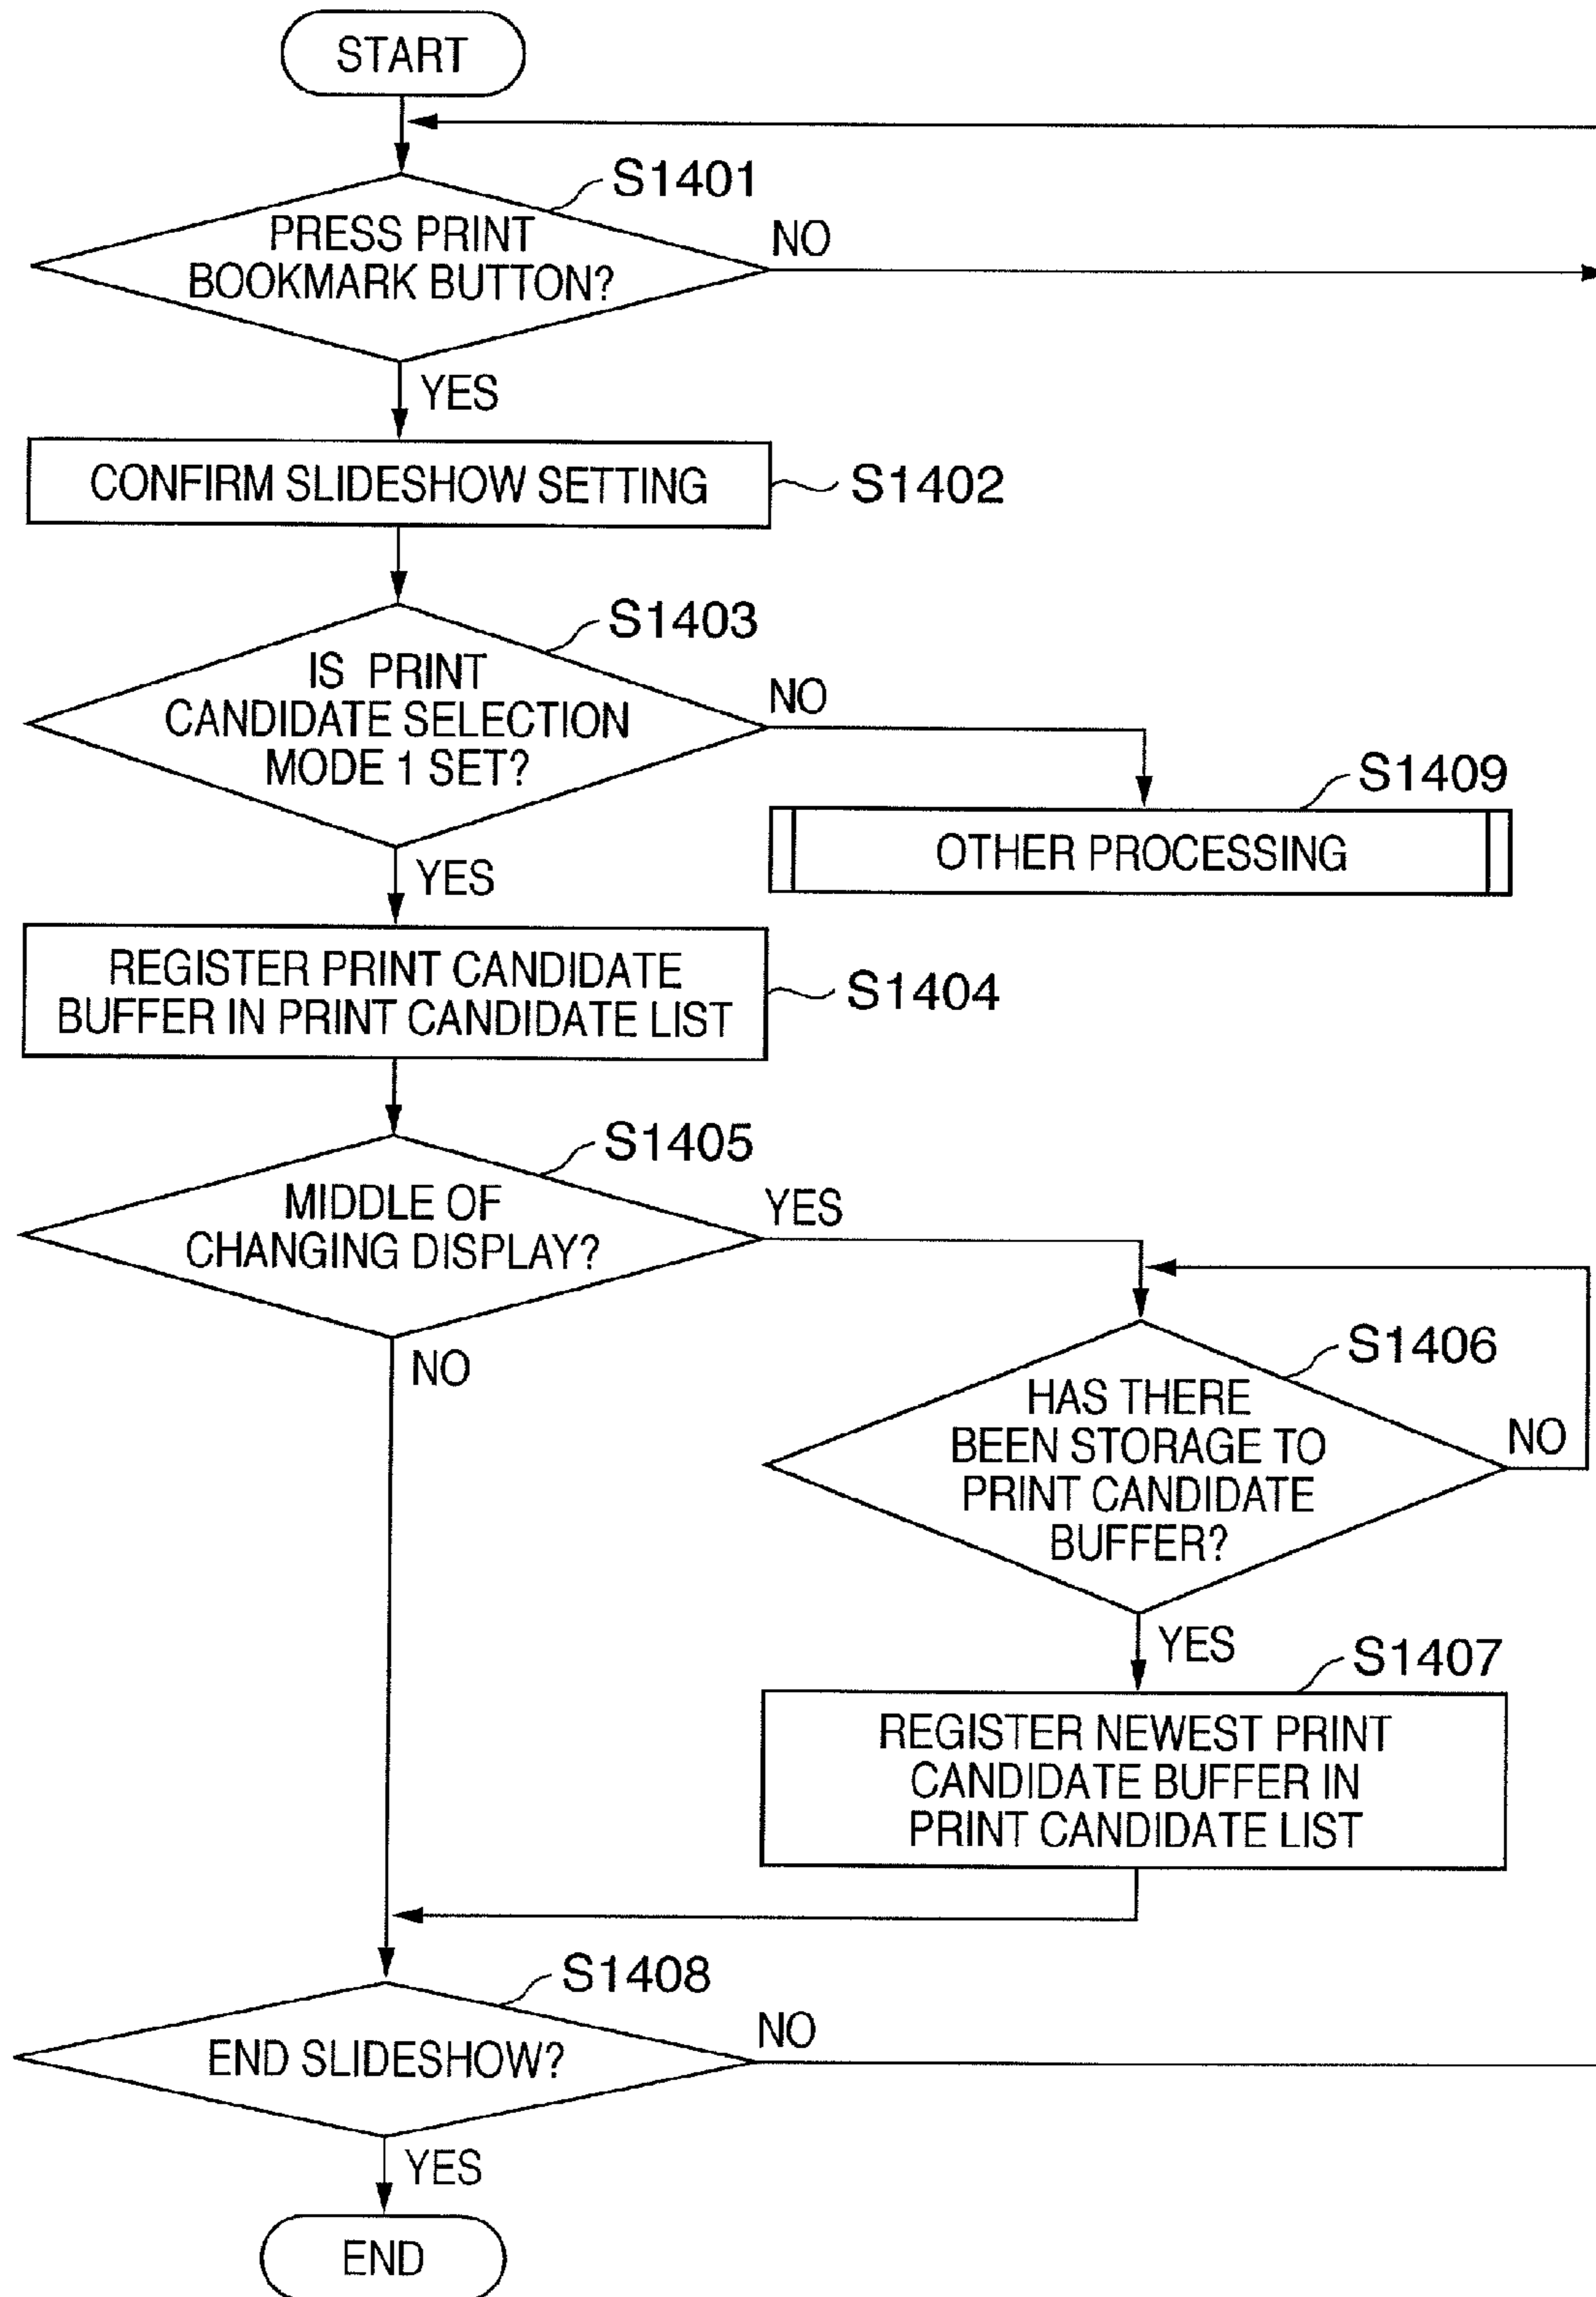 START
S1401
PRESS PRINT
BOOKMARK BUTTON?
NO
YES
CONFIRM SLIDESHOW SETTING
S1402
S1403
IS PRINT
CANDIDATE SELECTION
MODE 1 SET?
NO
YES
S1409
OTHER PROCESSING
REGISTER PRINT CANDIDATE
BUFFER IN PRINT CANDIDATE LIST
S1404
S1405
MIDDLE OF
CHANGING DISPLAY?
YES
NO
S1406
HAS THERE
BEEN STORAGE TO
PRINT CANDIDATE
BUFFER?
NO
YES
S1407
REGISTER NEWEST PRINT
CANDIDATE BUFFER IN
PRINT CANDIDATE LIST
S1408
END SLIDESHOW?
NO
YES
END